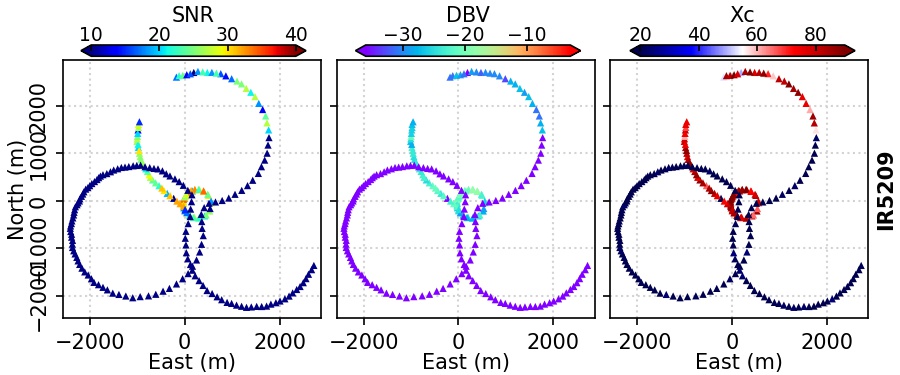 SNR DBV Xc
10 20 30 40 −30 −20 −10 20 40 60 80
North (m)
2000
1000
0
−1000
−2000
IR5209
−2000 0 2000 −2000 0 2000 −2000 0 2000
East (m) East (m) East (m)